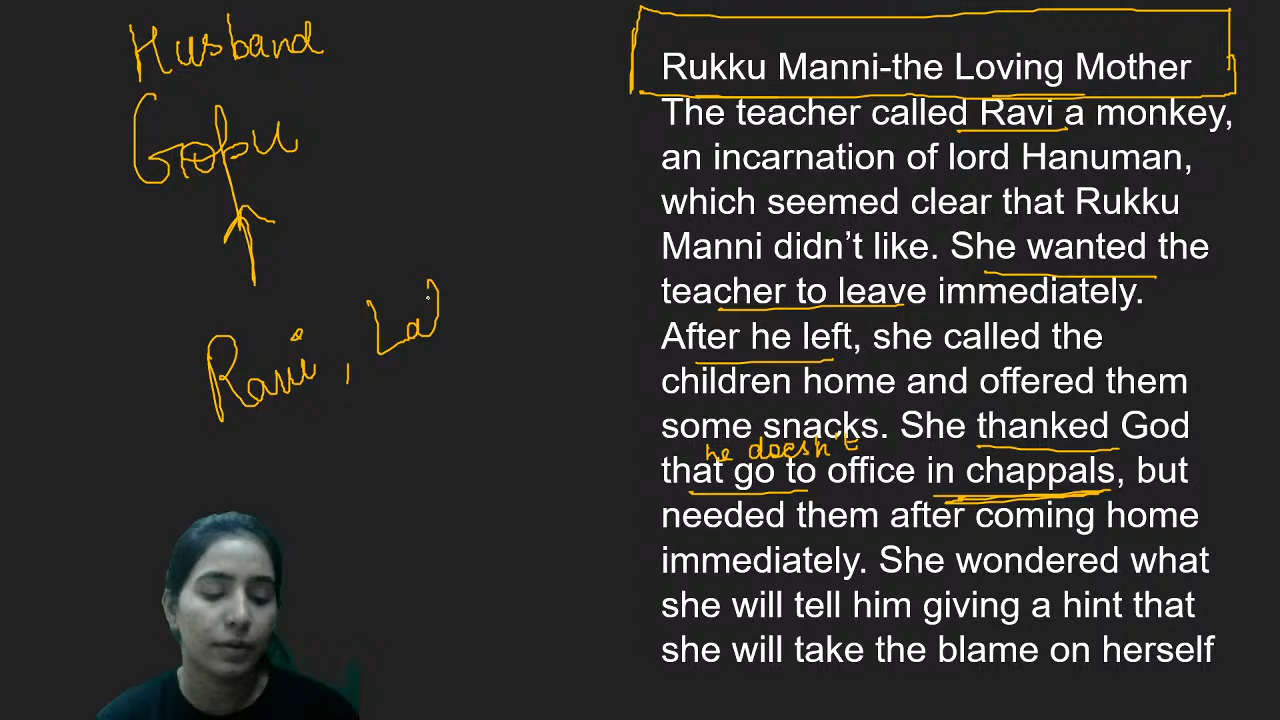 Husband
Gopu
Ravi, Lal
Rukku Manni-the Loving Mother
The teacher called Ravi a monkey,
an incarnation of lord Hanuman,
which seemed clear that Rukku
Manni didn't like. She wanted the
teacher to leave immediately.
After he left, she called the
children home and offered them
some snacks. She thanked God
he doesn't
that go to office in chappals, but
needed them after coming home
immediately. She wondered what
she will tell him giving a hint that
she will take the blame on herself